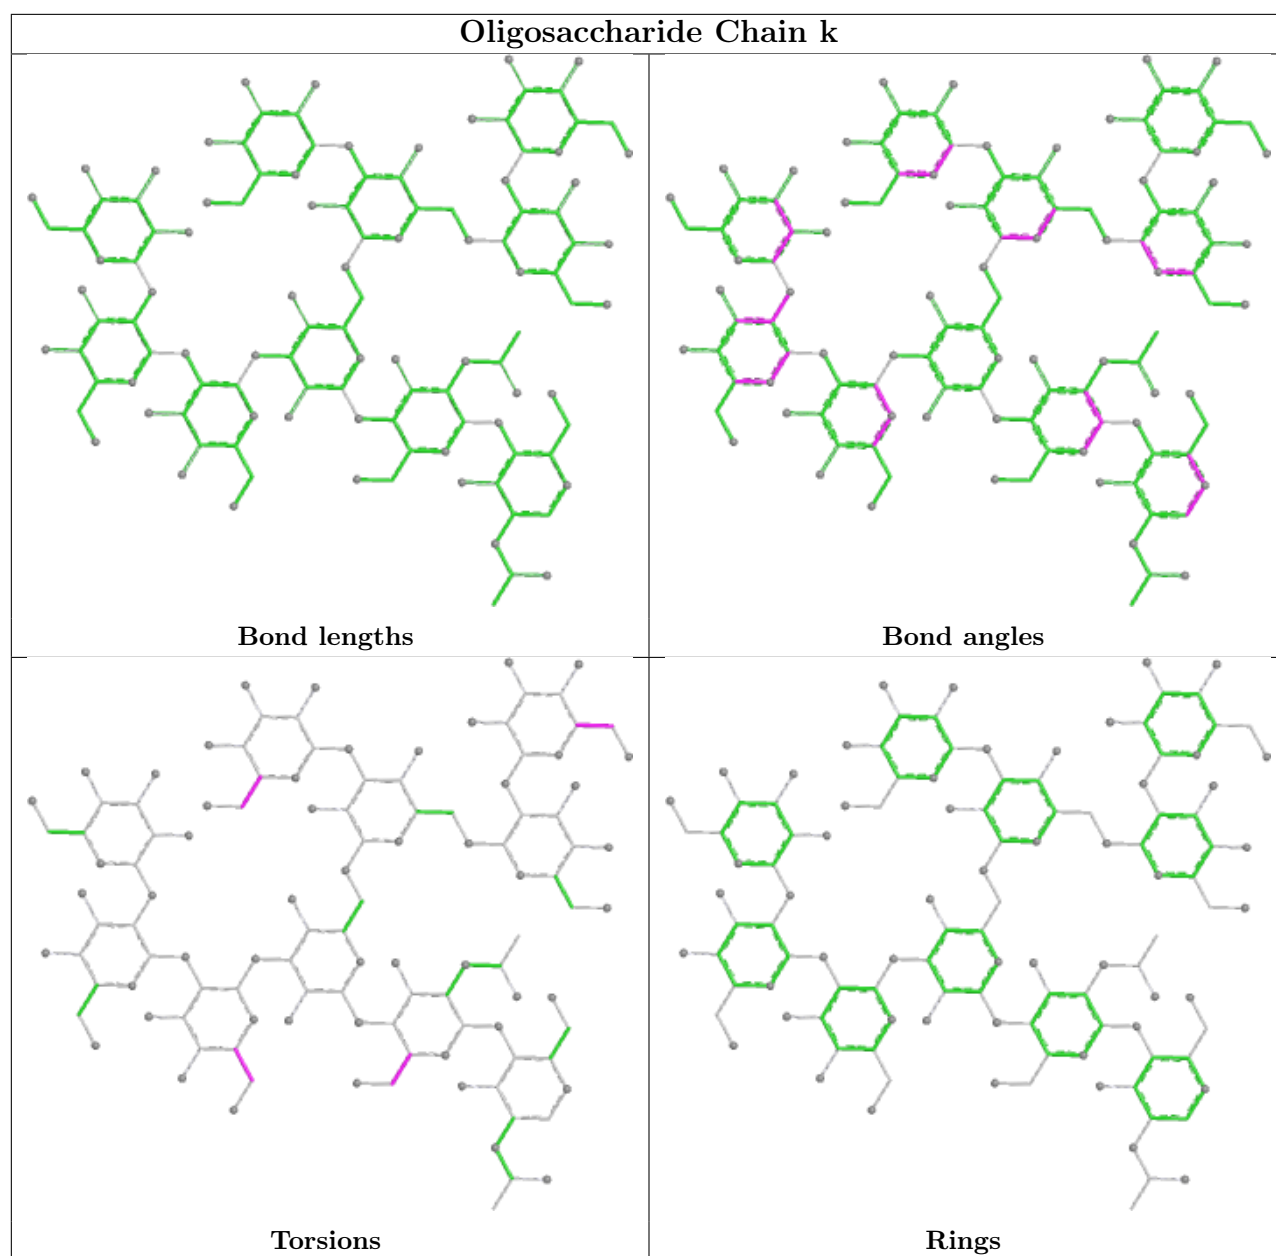 Oligosaccharide Chain k
Bond lengths
Bond angles
Torsions
Rings